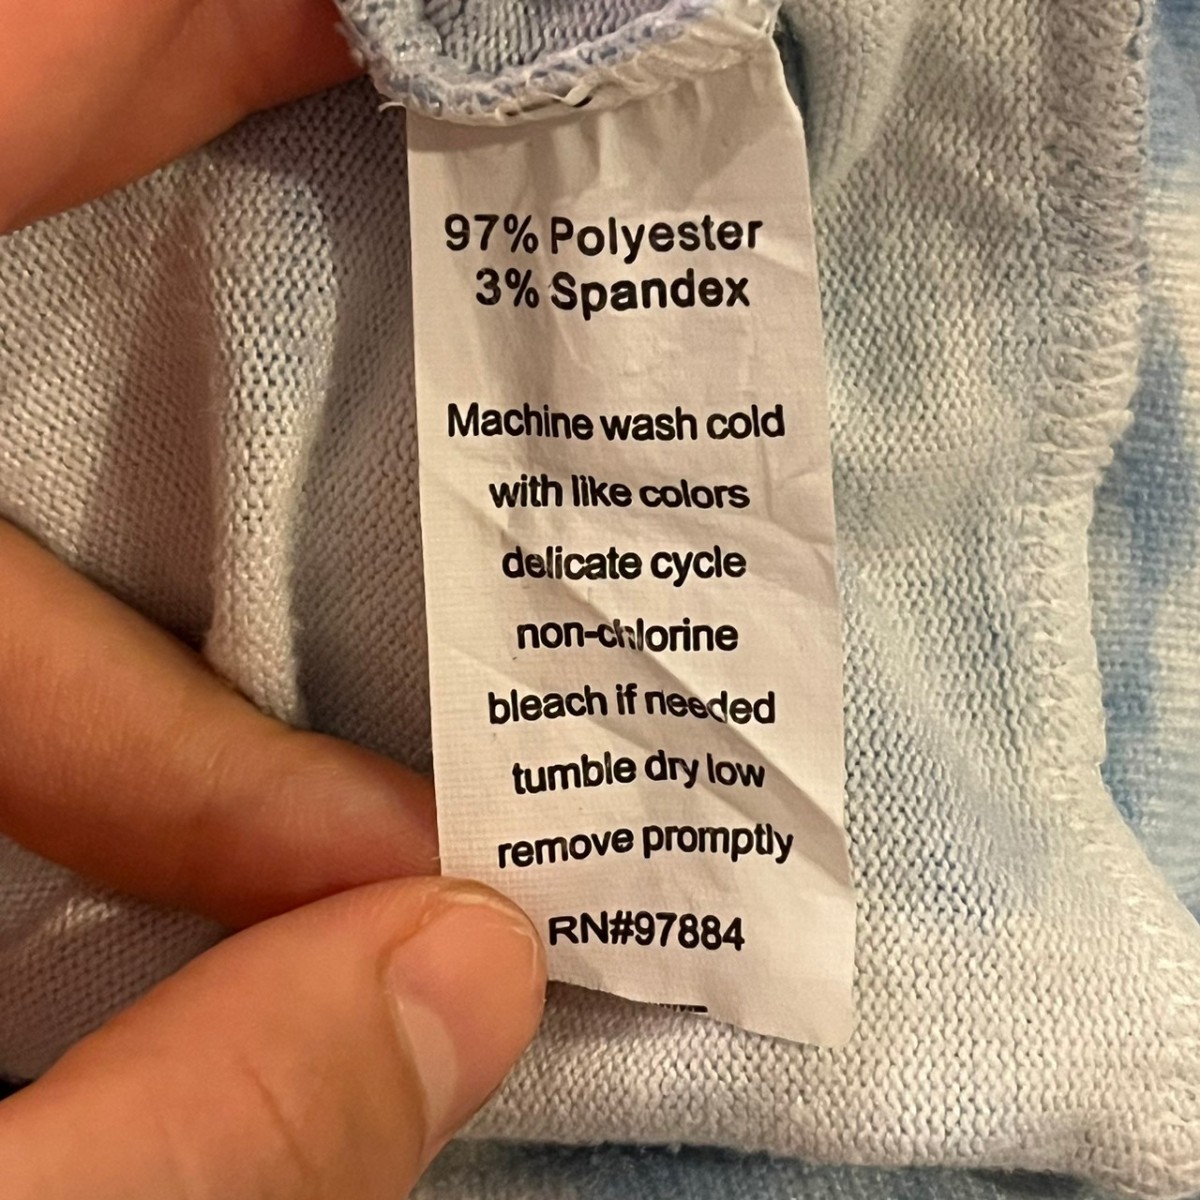 97% Polyester
3% Spandex
Machine wash cold
with like colors
delicate cycle
non-chlorine
bleach if needed
tumble dry low
remove promptly
RN#97884